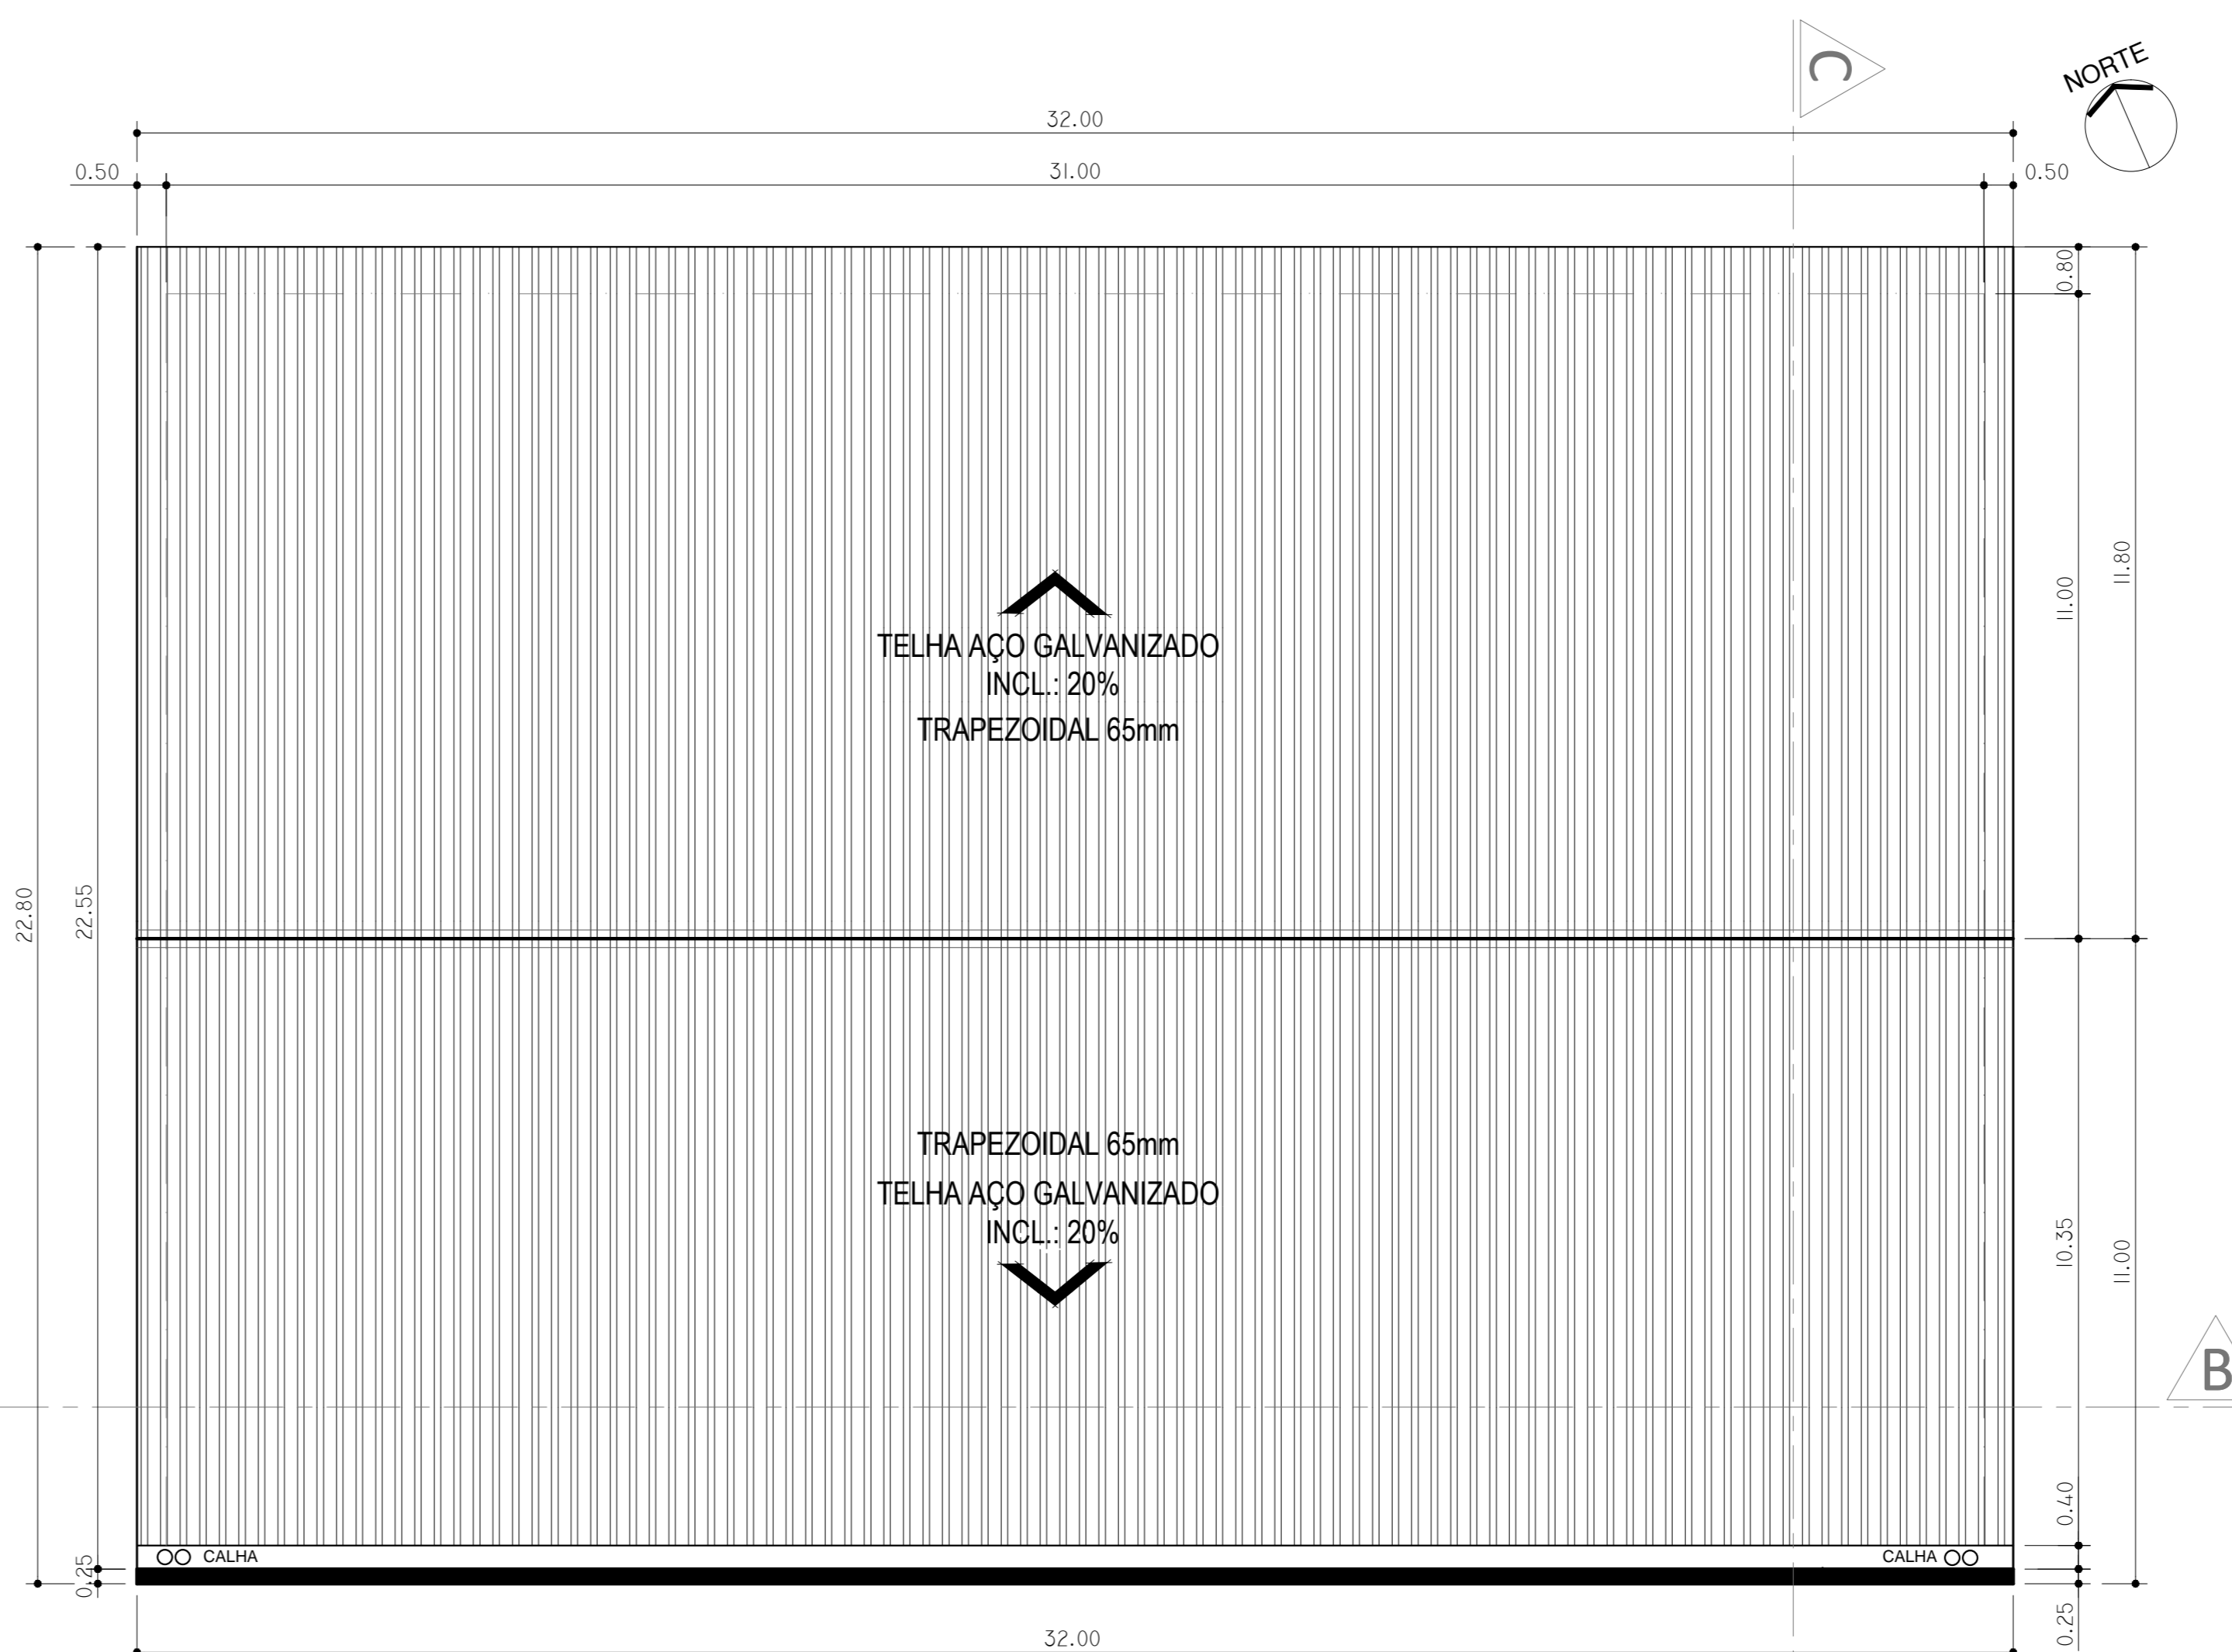 C
NORTE
32.00
0.50
31.00
0.50
0.80
11.00
11.80
TELHA AÇO GALVANIZADO
INCL.: 20%
TRAPEZOIDAL 65mm
22.80
22.55
TRAPEZOIDAL 65mm
TELHA AÇO GALVANIZADO
INCL.: 20%
10.35
11.00
B
0.40
CALHA
CALHA
0.25
0.25
32.00